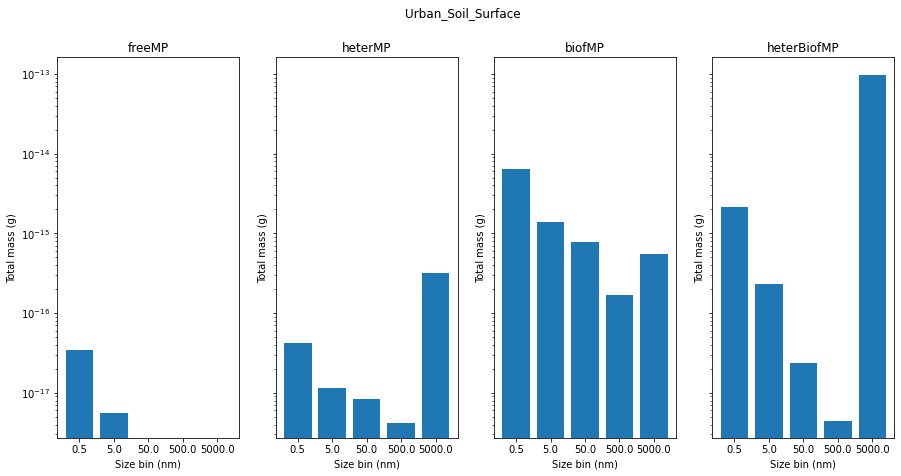 Urban_Soil_Surface
freeMP
heterMP
biofMP
heterBiofMP
Total mass (g)
10⁻¹³
10⁻¹⁴
10⁻¹⁵
10⁻¹⁶
10⁻¹⁷
0.5 5.0 50.0 500.0 5000.0
Size bin (nm)
Total mass (g)
0.5 5.0 50.0 500.0 5000.0
Size bin (nm)
Total mass (g)
0.5 5.0 50.0 500.0 5000.0
Size bin (nm)
Total mass (g)
0.5 5.0 50.0 500.0 5000.0
Size bin (nm)